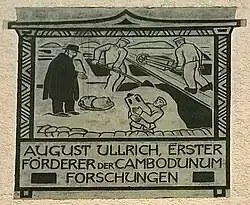 AUGUST ULLRICH, ERSTER
FÖRDERER DER CAMBODUNUM
FORSCHUNGEN